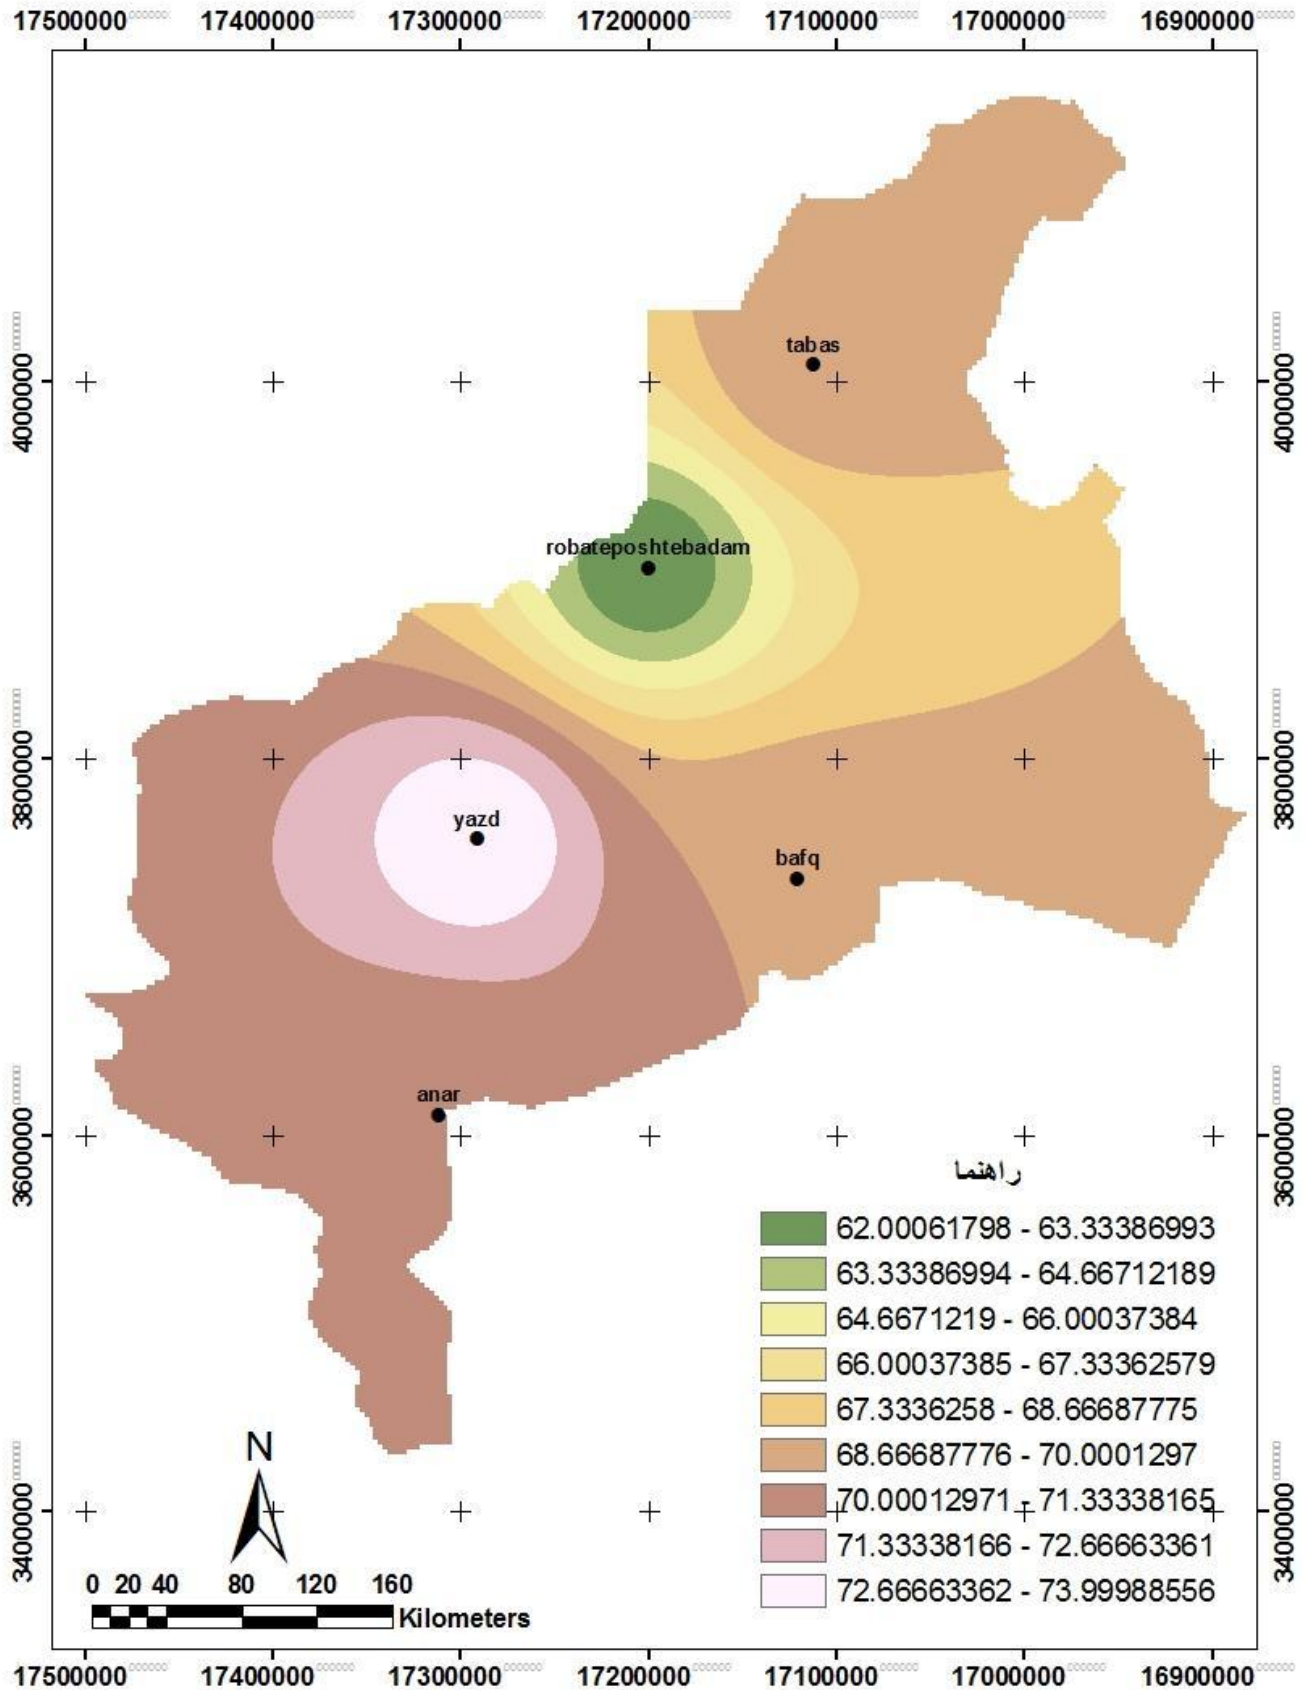 17500000 17400000 17300000 17200000 17100000 17000000 16900000
tabas
4000000 4000000
robateposhtebadam
3800000 3800000
yazd
bafq
anar
3600000 3600000
راهنما
62.00061798 - 63.33386993
63.33386994 - 64.66712189
64.6671219 - 66.00037384
66.00037385 - 67.33362579
67.3336258 - 68.66687775
68.66687776 - 70.0001297
70.00012971 - 71.33338165
71.33338166 - 72.66663361
72.66663362 - 73.99988556
3400000 3400000
N
0 20 40 80 120 160
Kilometers
17500000 17400000 17300000 17200000 17100000 17000000 16900000